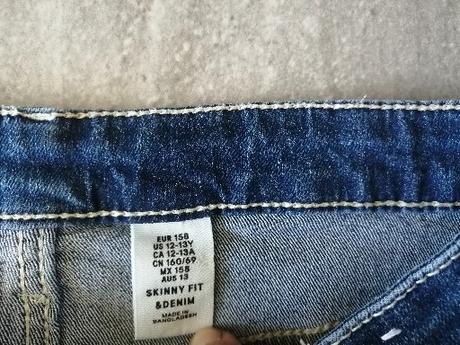 EUR 158
US 12-13Y
CA 12-13A
CN 160/69
MX 158
AUS 13
SKINNY FIT
&DENIM
MADE IN
BANGLADESH